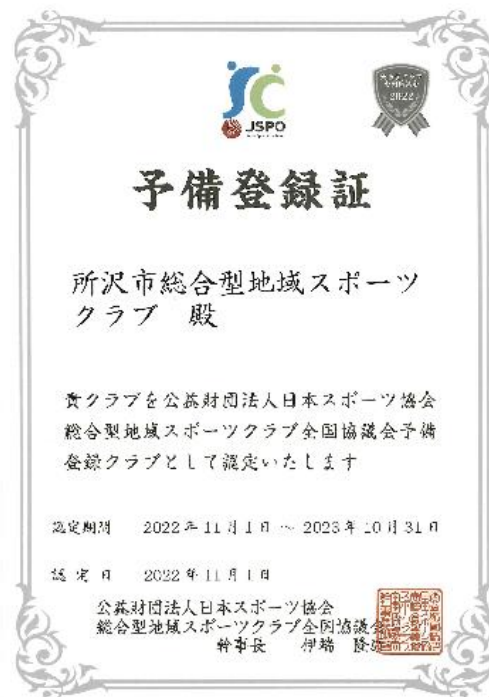 JSPO
2022
予備登録証
所沢市総合型地域スポーツ
クラブ 殿
貴クラブを公益財団法人日本スポーツ協会
総合型地域スポーツクラブ全国協議会予備
登録クラブとして認定いたします
認定期間 2022年11月1日 ~ 2023年10月31日
認定日 2022年11月1日
公益財団法人日本スポーツ協会
総合型地域スポーツクラブ全国協議会
幹事長 伊端 隆